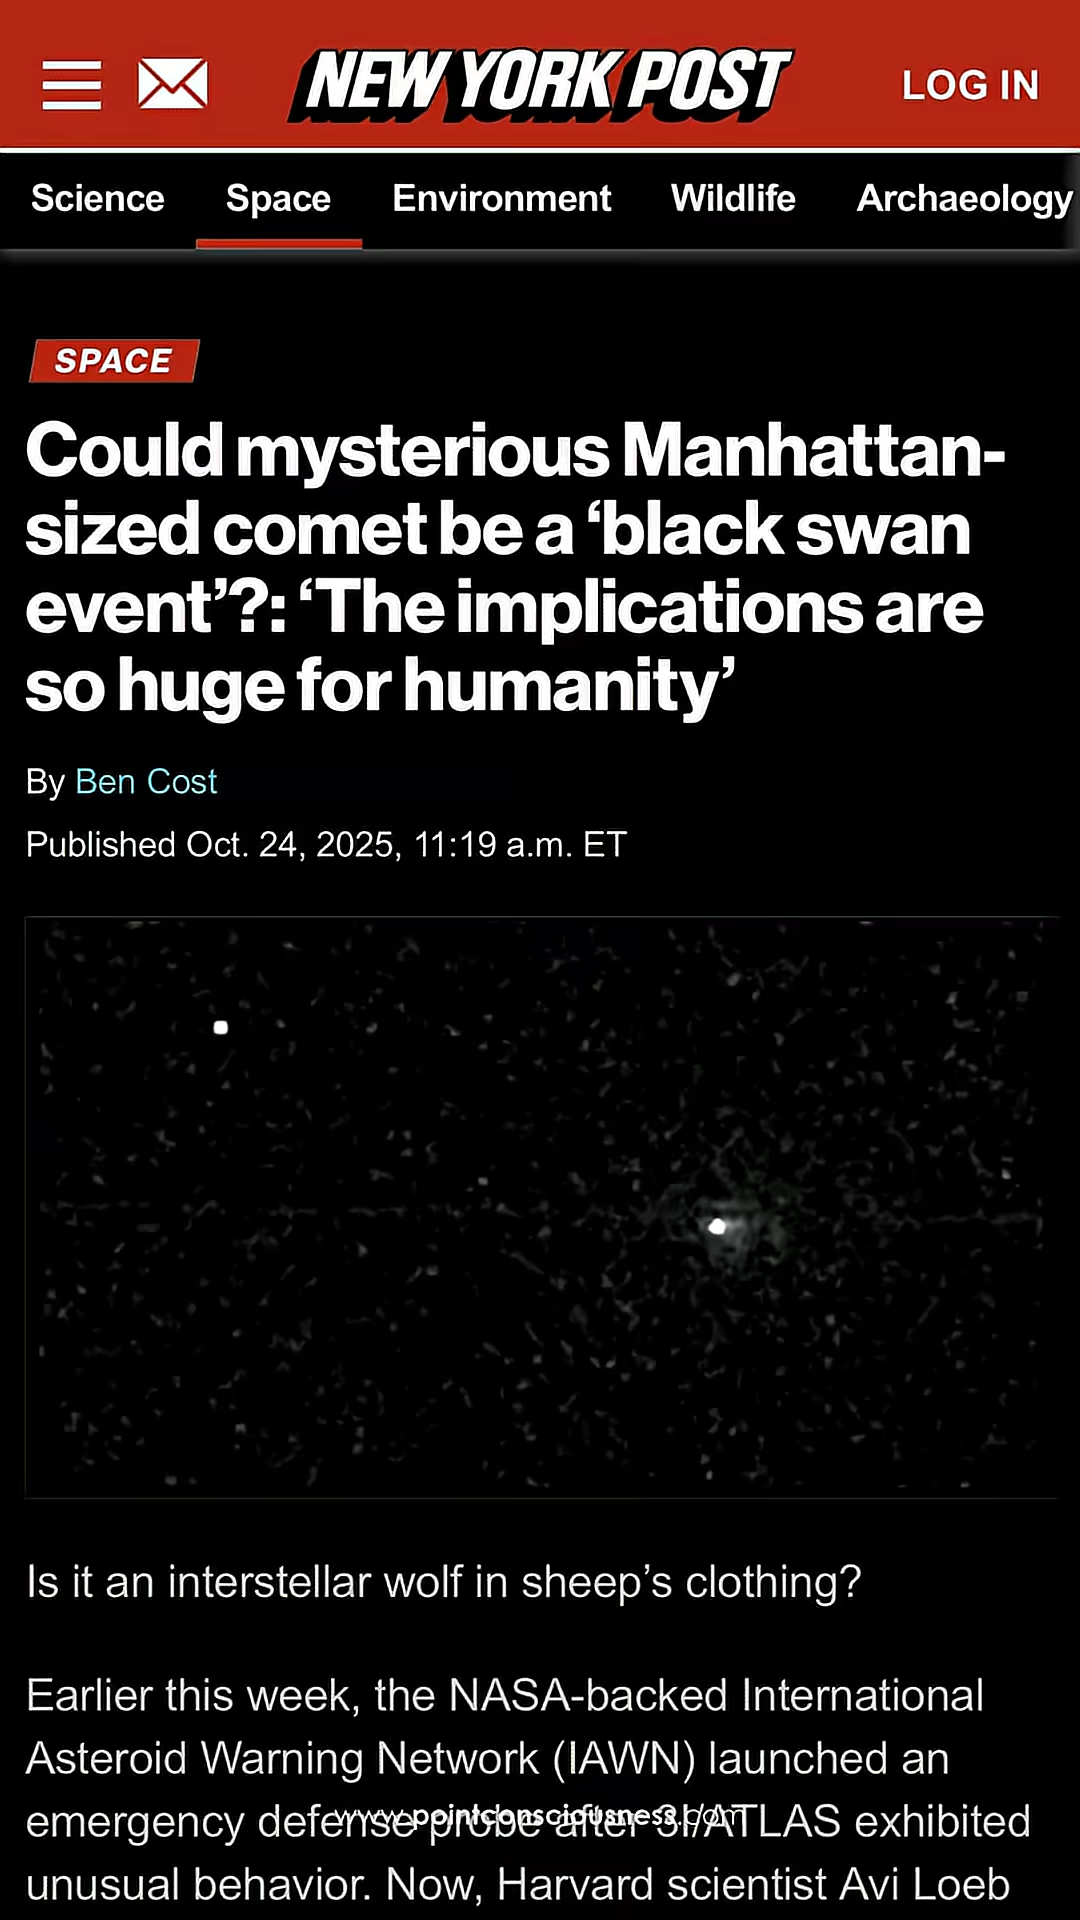 NEW YORK POST
LOG IN
Science Space Environment Wildlife Archaeology
SPACE
Could mysterious Manhattan-
sized comet be a ‘black swan
event’?: ‘The implications are
so huge for humanity’
By Ben Cost
Published Oct. 24, 2025, 11:19 a.m. ET
Is it an interstellar wolf in sheep’s clothing?
Earlier this week, the NASA-backed International
Asteroid Warning Network (IAWN) launched an
emergency defense probe after 3I/ATLAS exhibited
www.pointconsciousness.com
unusual behavior. Now, Harvard scientist Avi Loeb